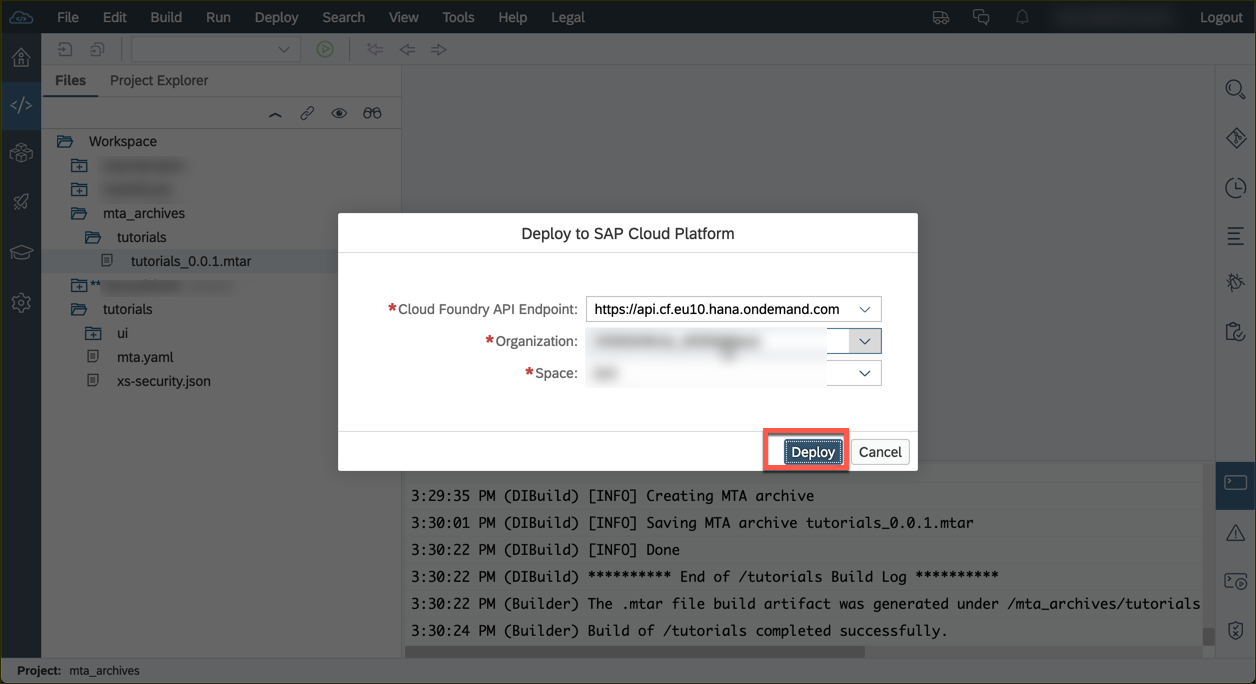 File Edit Build Run Deploy Search View Tools Help Legal Logout
Files Project Explorer
Workspace
mta_archives
tutorials
tutorials_0.0.1.mtar
**
tutorials
ui
mta.yaml
xs-security.json
Deploy to SAP Cloud Platform
*Cloud Foundry API Endpoint: https://api.cf.eu10.hana.ondemand.com
*Organization:
*Space:
Deploy Cancel
3:29:35 PM (DIBuild) [INFO] Creating MTA archive
3:30:01 PM (DIBuild) [INFO] Saving MTA archive tutorials_0.0.1.mtar
3:30:22 PM (DIBuild) [INFO] Done
3:30:22 PM (DIBuild) ********** End of /tutorials Build Log **********
3:30:22 PM (Builder) The .mtar file build artifact was generated under /mta_archives/tutorials
3:30:24 PM (Builder) Build of /tutorials completed successfully.
Project: mta_archives